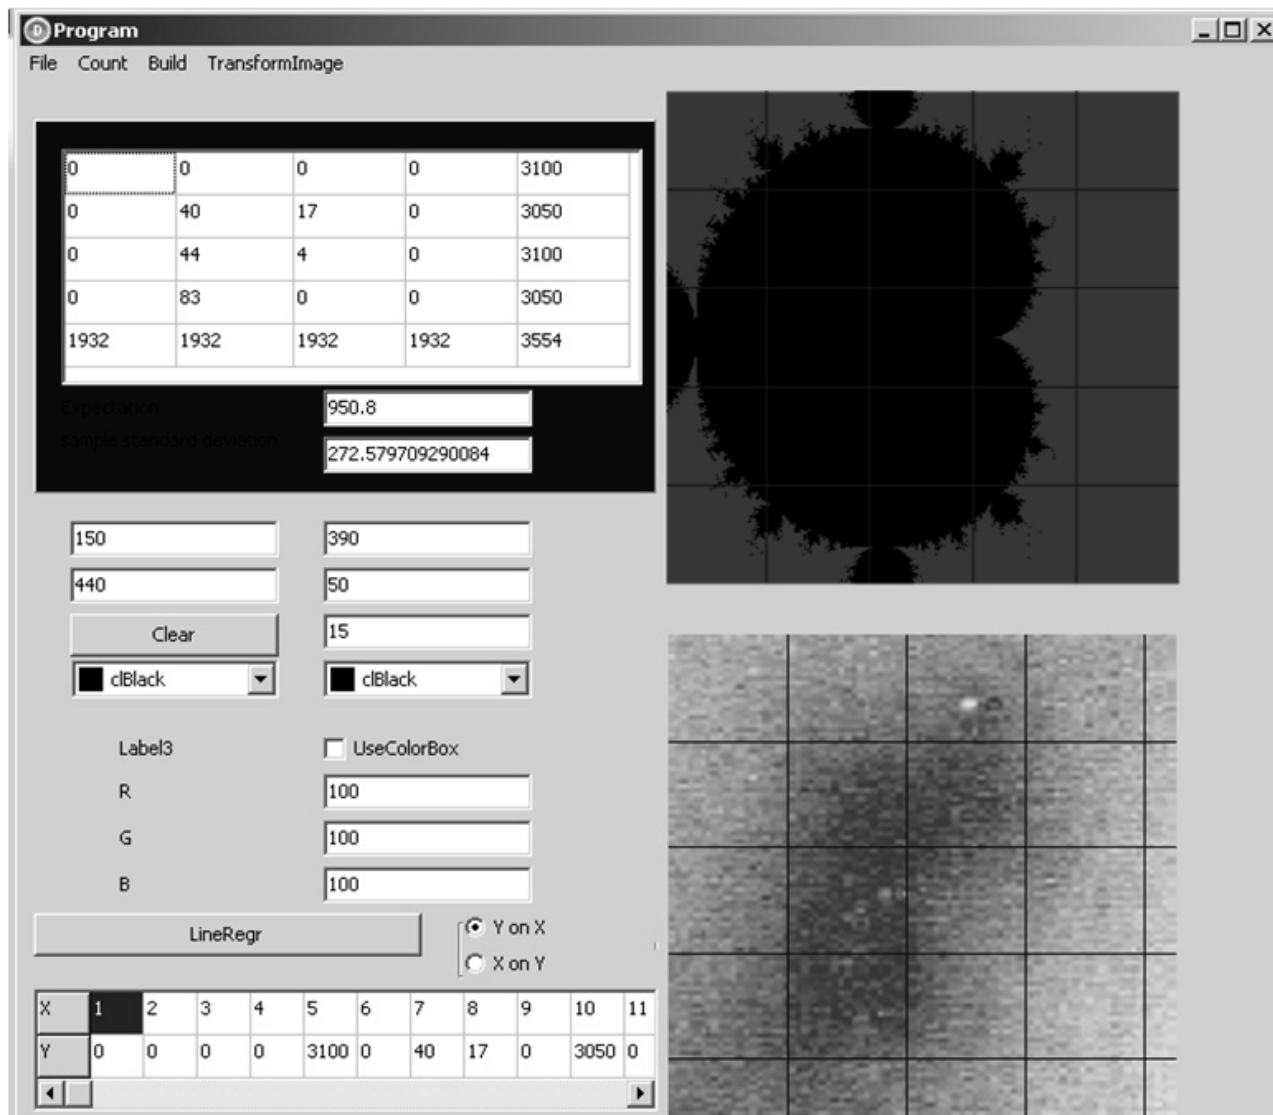 Program
File Count Build TransformImage
0 0 0 0 3100
0 40 17 0 3050
0 44 4 0 3100
0 83 0 0 3050
1932 1932 1932 1932 3554
Expectation 950.8
sample standard deviation 272.579709290084
150 390
440 50
Clear 15
clBlack clBlack
Label3 UseColorBox
R 100
G 100
B 100
LineRegr Y on X
X on Y
X 1 2 3 4 5 6 7 8 9 10 11
Y 0 0 0 0 3100 0 40 17 0 3050 0